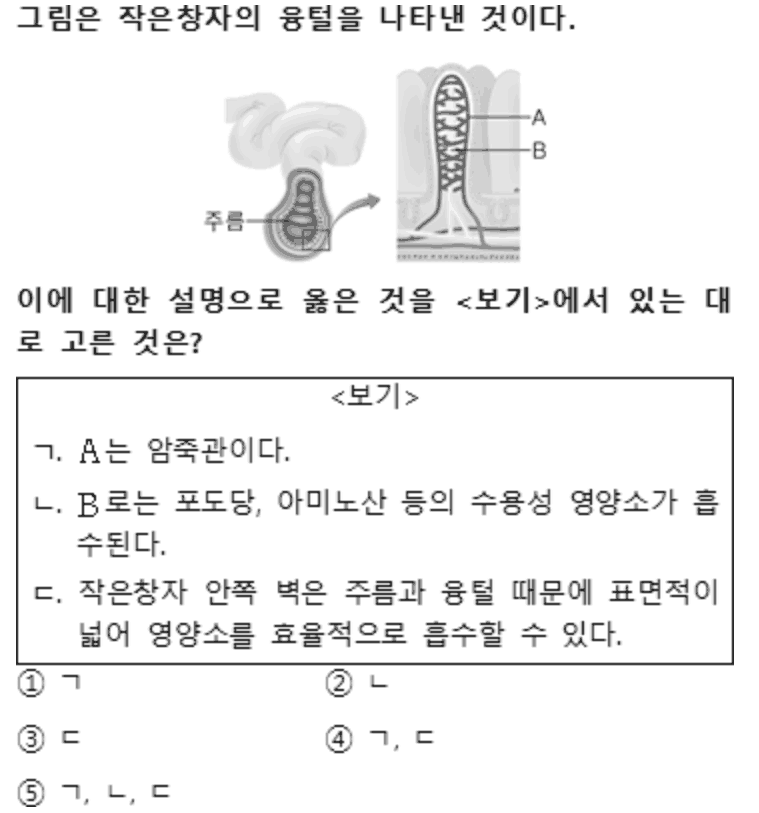 그림은 작은창자의 융털을 나타낸 것이다.
A
B
주름
이에 대한 설명으로 옳은 것을 <보기>에서 있는 대
로 고른 것은?
<보기>
ㄱ. A는 암죽관이다.
ㄴ. B로는 포도당, 아미노산 등의 수용성 영양소가 흡
수된다.
ㄷ. 작은창자 안쪽 벽은 주름과 융털 때문에 표면적이
넓어 영양소를 효율적으로 흡수할 수 있다.
① ㄱ ② ㄴ
③ ㄷ ④ ㄱ, ㄷ
⑤ ㄱ, ㄴ, ㄷ